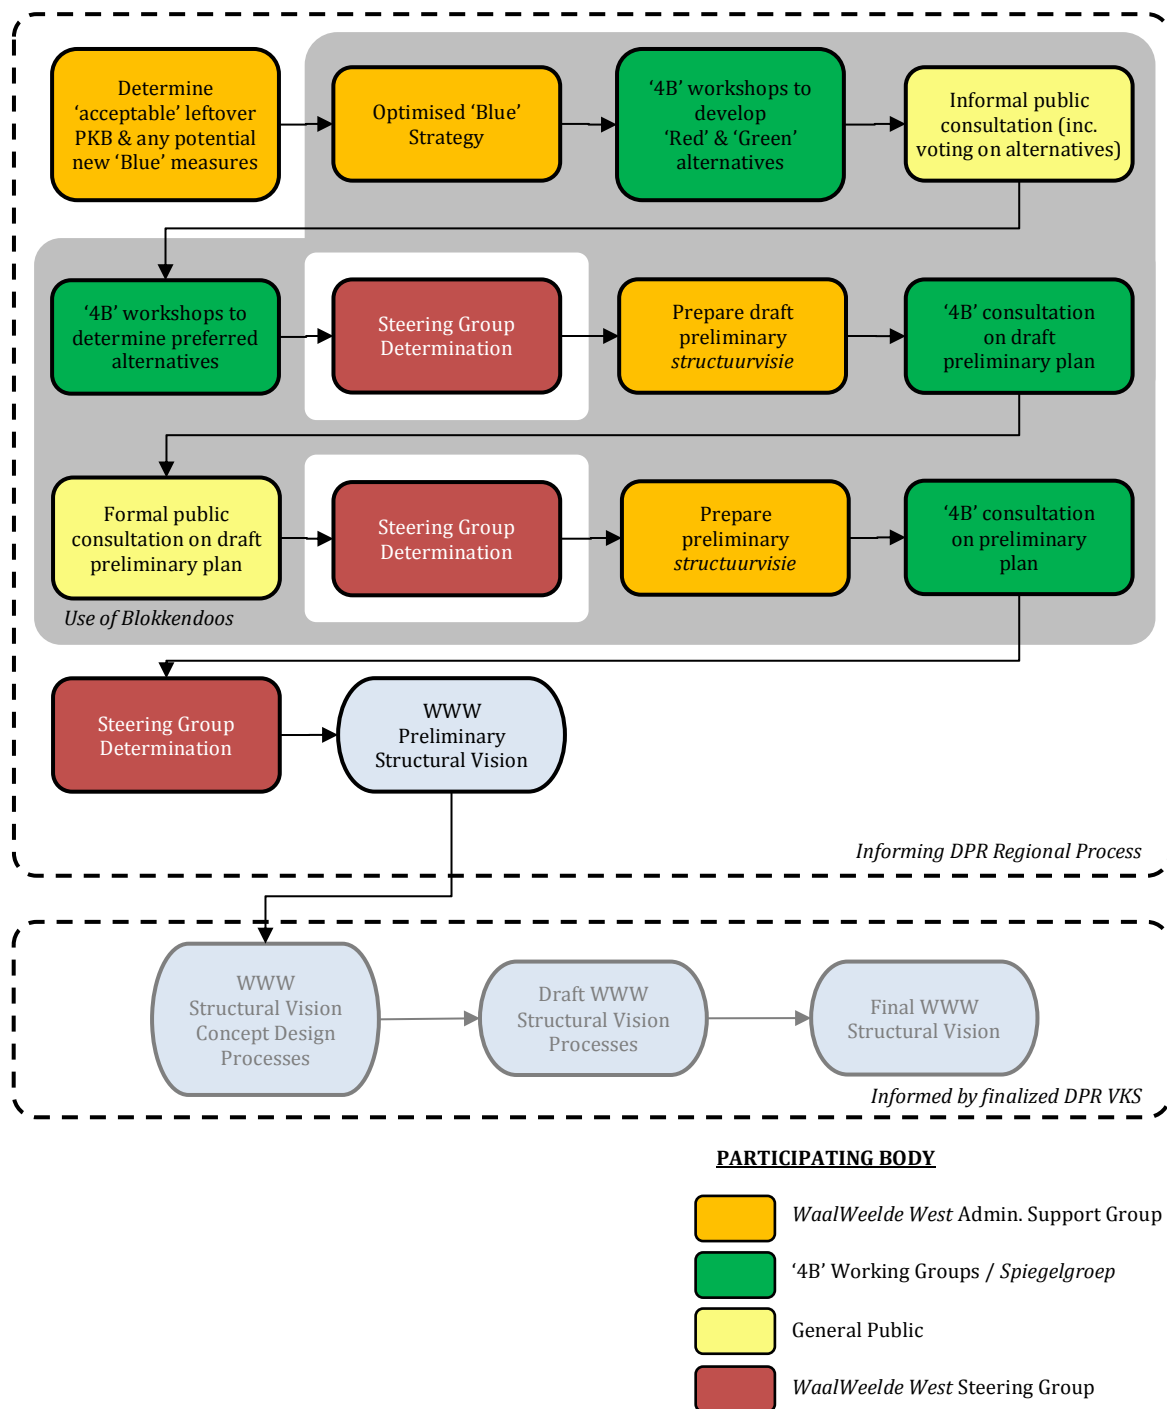 Determine
‘acceptable’ leftover
PKB & any potential
new ‘Blue’ measures
Optimised ‘Blue’
Strategy
‘4B’ workshops to
develop
‘Red’ & ‘Green’
alternatives
Informal public
consultation (inc.
voting on alternatives)
‘4B’ workshops to
determine preferred
alternatives
Steering Group
Determination
Prepare draft
preliminary
structuurvisie
‘4B’ consultation
on draft
preliminary plan
Formal public
consultation on draft
preliminary plan
Steering Group
Determination
Prepare
preliminary
structuurvisie
‘4B’ consultation
on preliminary
plan
Use of Blokkendoos
Steering Group
Determination
WWW
Preliminary
Structural Vision
Informing DPR Regional Process
WWW
Structural Vision
Concept Design
Processes
Draft WWW
Structural Vision
Processes
Final WWW
Structural Vision
Informed by finalized DPR VKS
PARTICIPATING BODY
WaalWeelde West Admin. Support Group
‘4B’ Working Groups / Spiegelgroep
General Public
WaalWeelde West Steering Group